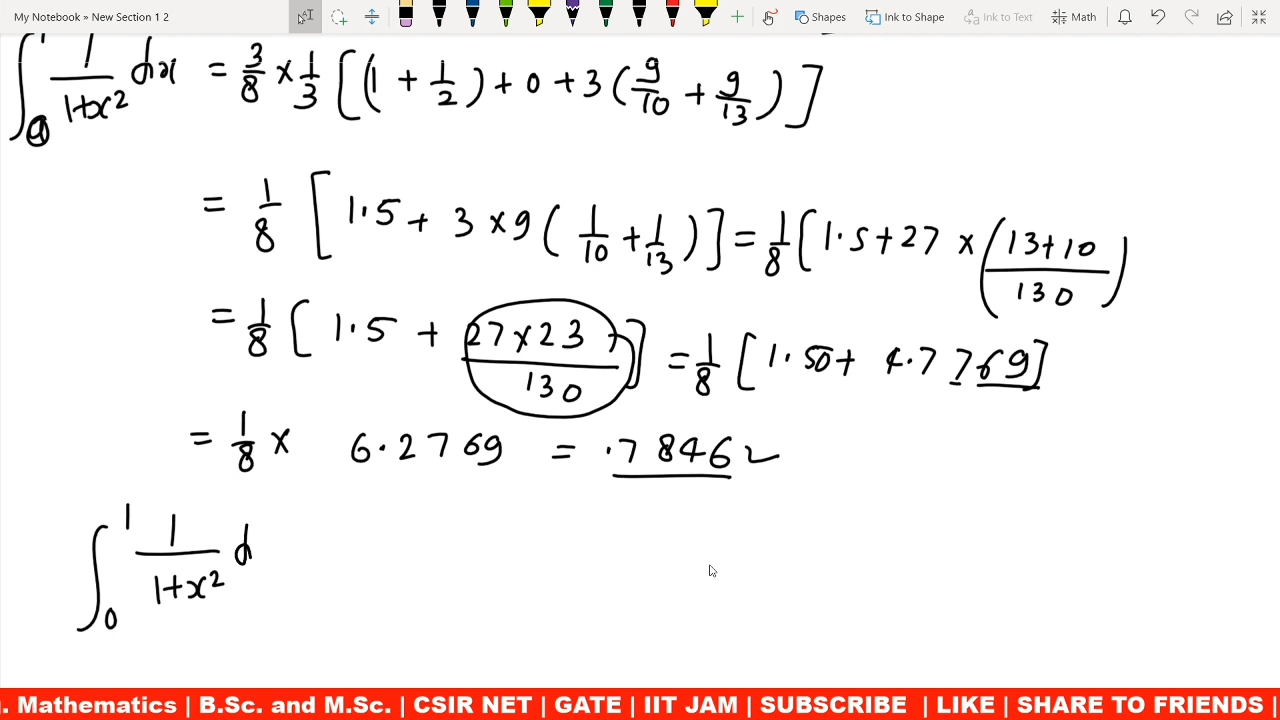 My Notebook » New Section 1 2 Shapes Ink to Shape Ink to Text Math
∫₀¹ 1/(1+x²) dx = 3/8 × 1/3 [(1 + 1/2) + 0 + 3(9/10 + 9/13)]
= 1/8 [1.5 + 3×9(1/10 + 1/13)] = 1/8 [1.5+27 × (13+10/130)]
= 1/8 [1.5 + 27×23/130] = 1/8 [1.50+ 4.7769]
= 1/8 × 6.2769 = .7846
∫₀¹ 1/(1+x²) d
. Mathematics | B.Sc. and M.Sc. | CSIR NET | GATE | IIT JAM | SUBSCRIBE | LIKE | SHARE TO FRIENDS |